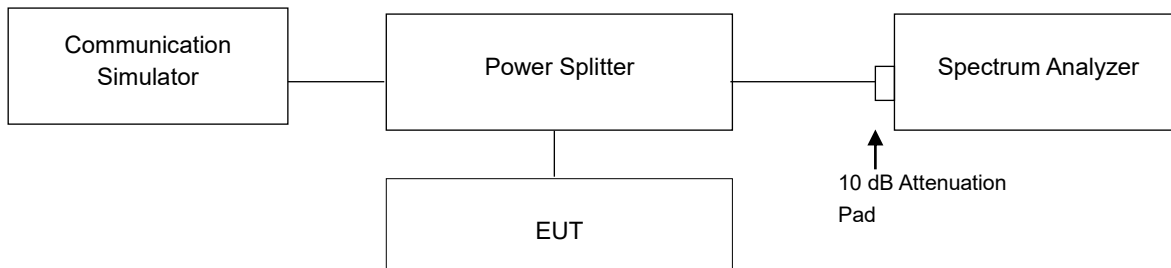 Communication
Simulator
Power Splitter
Spectrum Analyzer
10 dB Attenuation
Pad
EUT